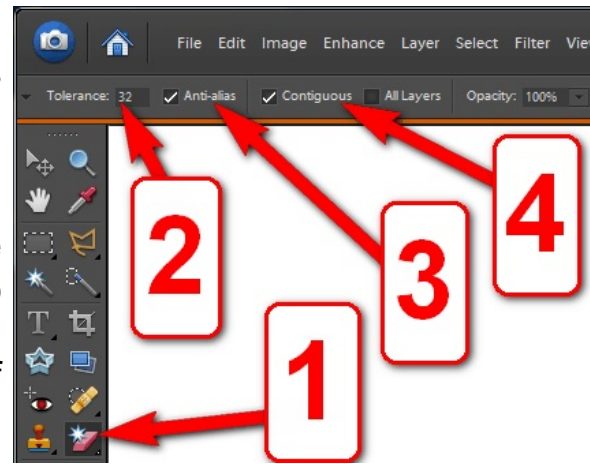 File Edit Image Enhance Layer Select Filter Vie
Tolerance: 32 Anti-alias Contiguous All Layers Opacity: 100%
2
3
4
T
1